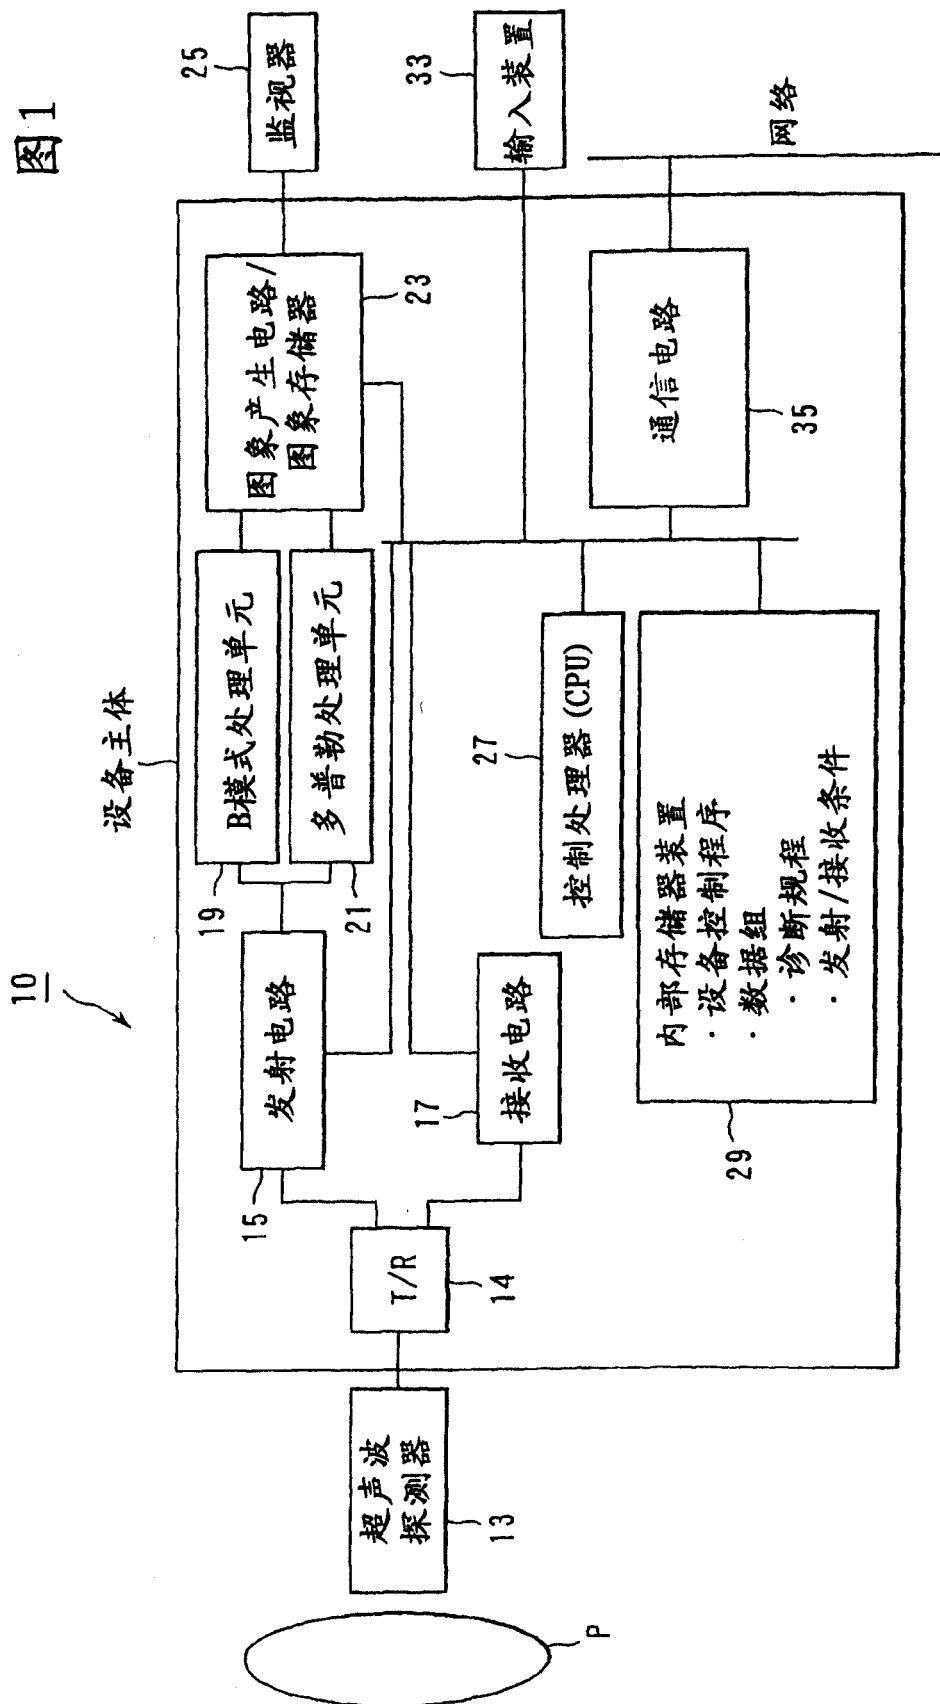 图1
10
设备主体
25
监视器
33
输入装置
网络
图象产生电路/
图象存储器
23
通信电路
35
B模式处理单元
19
多普勒处理单元
21
27
控制处理器(CPU)
内部存储器装置
·设备控制程序
·数据组
·诊断规程
·发射/接收条件
29
发射电路
15
接收电路
17
T/R
14
超声波
探测器
13
P